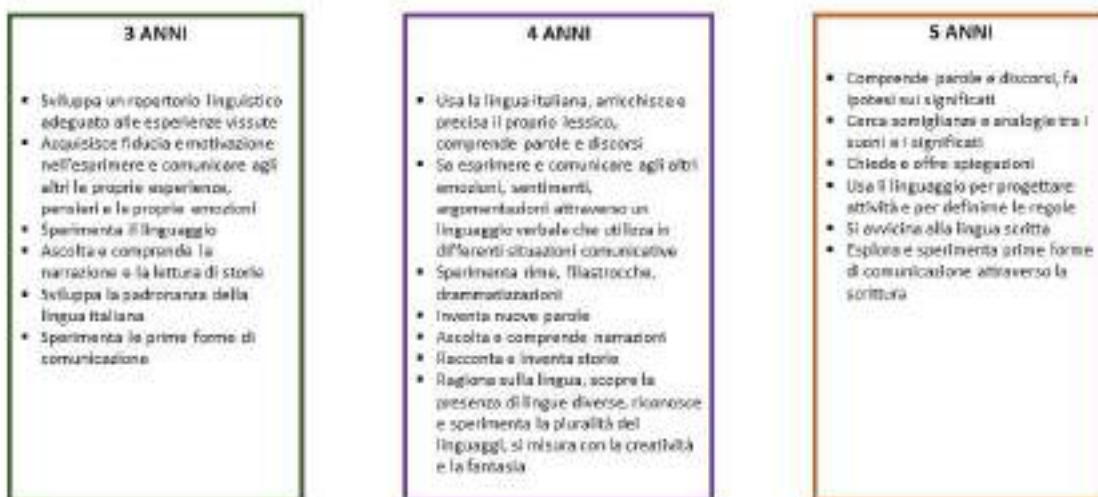 3 ANNI
• Sviluppa un repertorio linguistico
adeguato alle esperienze vissute
• Acquisisce fiducia e motivazione
nell'esprimere e comunicare agli
altri le proprie esperienze,
pensieri e le proprie emozioni
• Sperimenta il linguaggio
• Ascolta e comprende la
narrazione e la lettura di storie
• Sviluppa la padronanza della
lingua italiana
• Sperimenta le prime forme di
comunicazione
4 ANNI
• Usa la lingua italiana, arricchisce e
precisa il proprio lessico,
comprende parole e discorsi
• Sa esprimere e comunicare agli altri
emozioni, sentimenti,
argomentazioni attraverso un
linguaggio verbale che utilizza in
differenti situazioni comunicative
• Sperimenta rime, filastrocche,
drammatizzazioni
• Inventa nuove parole
• Ascolta e comprende narrazioni
• Racconta e inventa storie
• Ragiona sulla lingua, scopre la
presenza di lingue diverse, riconosce
e sperimenta la pluralità dei
linguaggi, si misura con la creatività
e la fantasia
5 ANNI
• Comprende parole e discorsi, fa
ipotesi sui significati
• Cerca somiglianze e analogie tra i
suoni e i significati
• Chiede e offre spiegazioni
• Usa il linguaggio per progettare
attività e per definirne le regole
• Si avvicina alla lingua scritta
• Esplora e sperimenta prime forme
di comunicazione attraverso la
scrittura